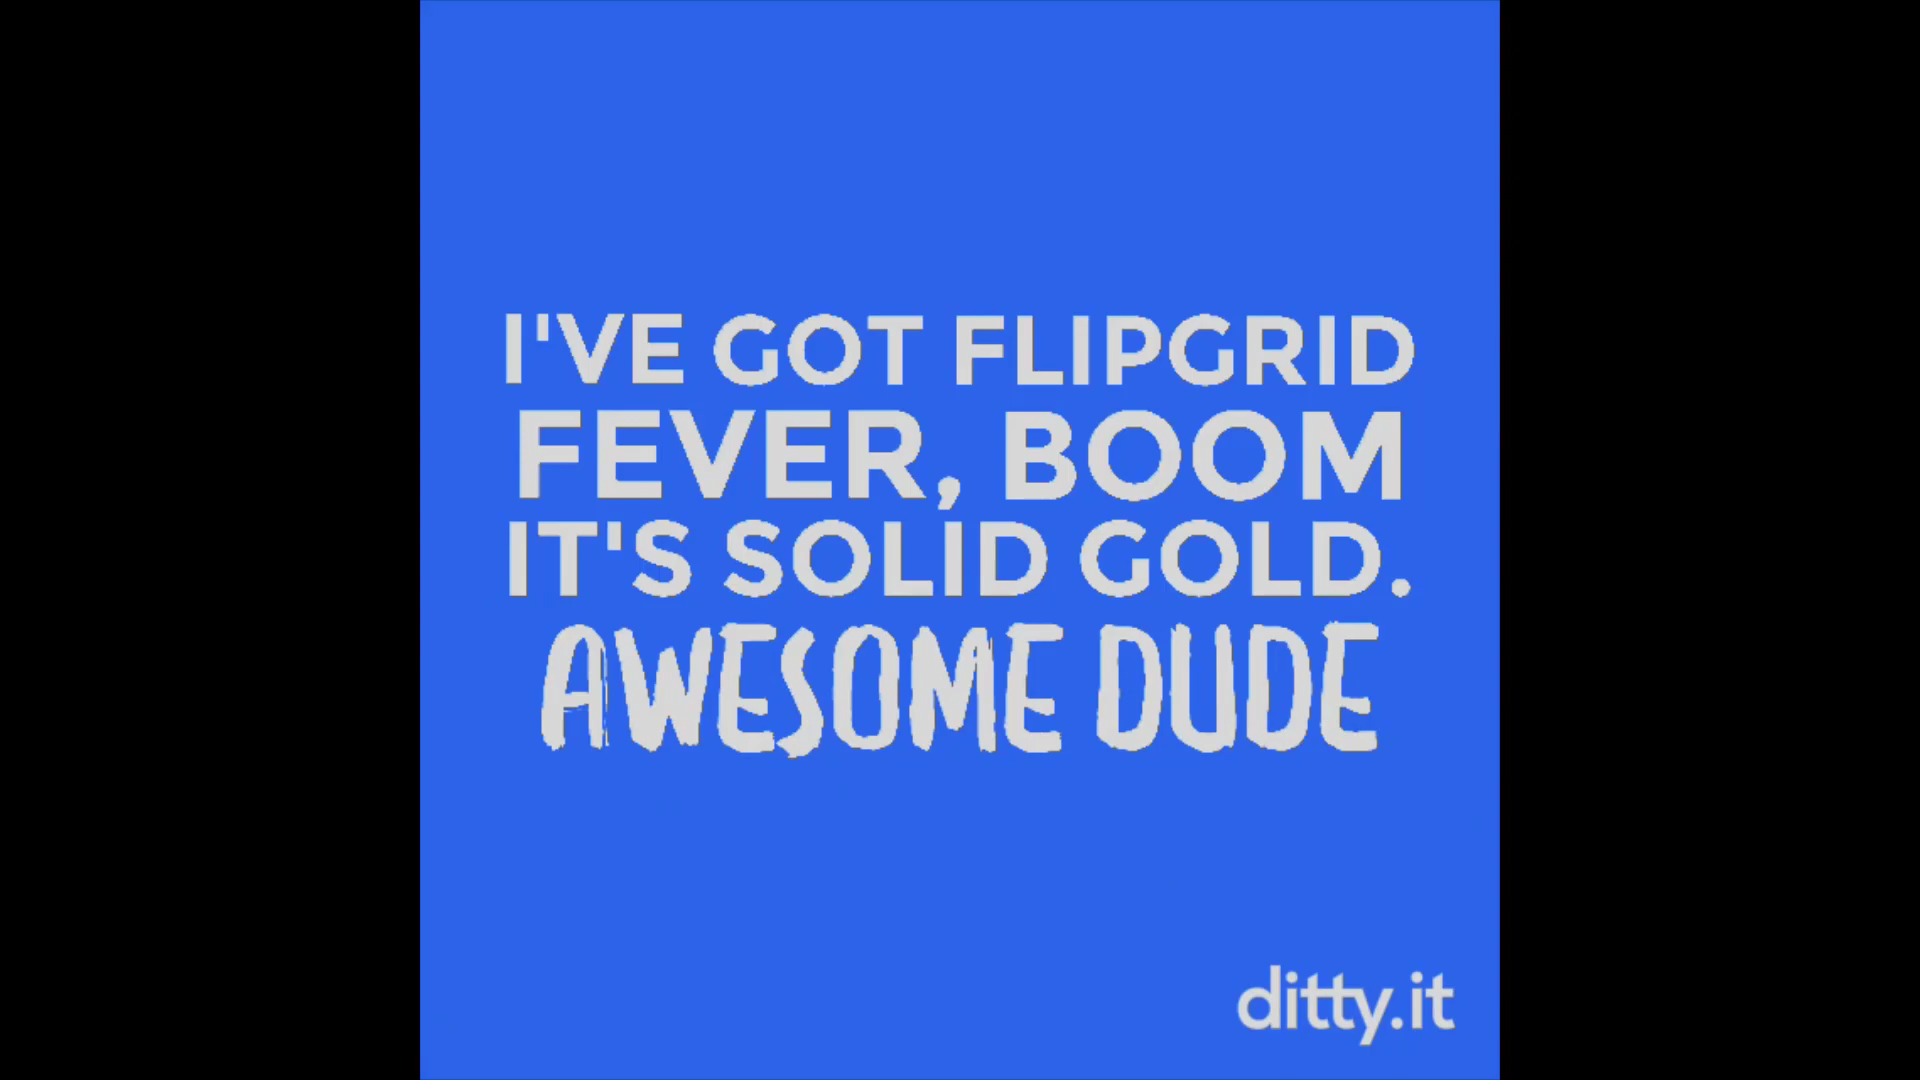 I'VE GOT FLIPGRID
FEVER, BOOM
IT'S SOLID GOLD.
AWESOME DUDE
ditty.it